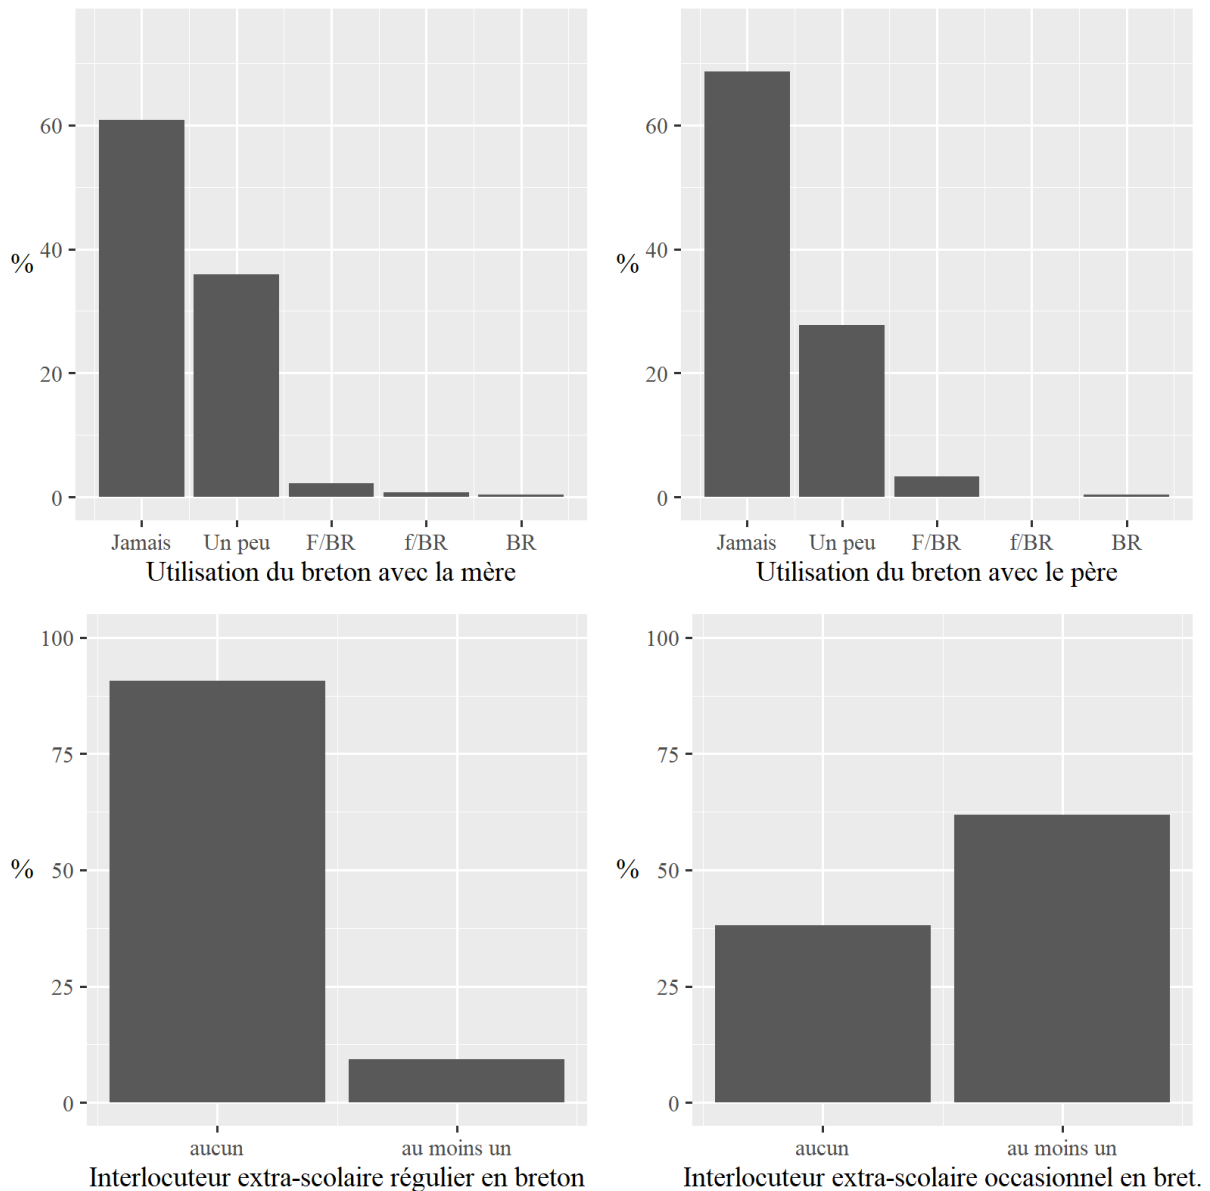 60
40
%
20
0
Jamais Un peu F/BR f/BR BR
Utilisation du breton avec la mère
60
40
%
20
0
Jamais Un peu F/BR f/BR BR
Utilisation du breton avec le père
100
75
%
50
25
0
aucun au moins un
Interlocuteur extra-scolaire régulier en breton
100
75
%
50
25
0
aucun au moins un
Interlocuteur extra-scolaire occasionnel en bret.